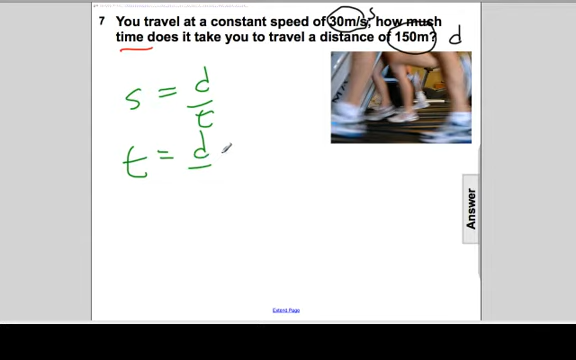 7 You travel at a constant speed of 30m/s, how much s
time does it take you to travel a distance of 150m? d
s = d
t
t = d
Answer
Extend Page